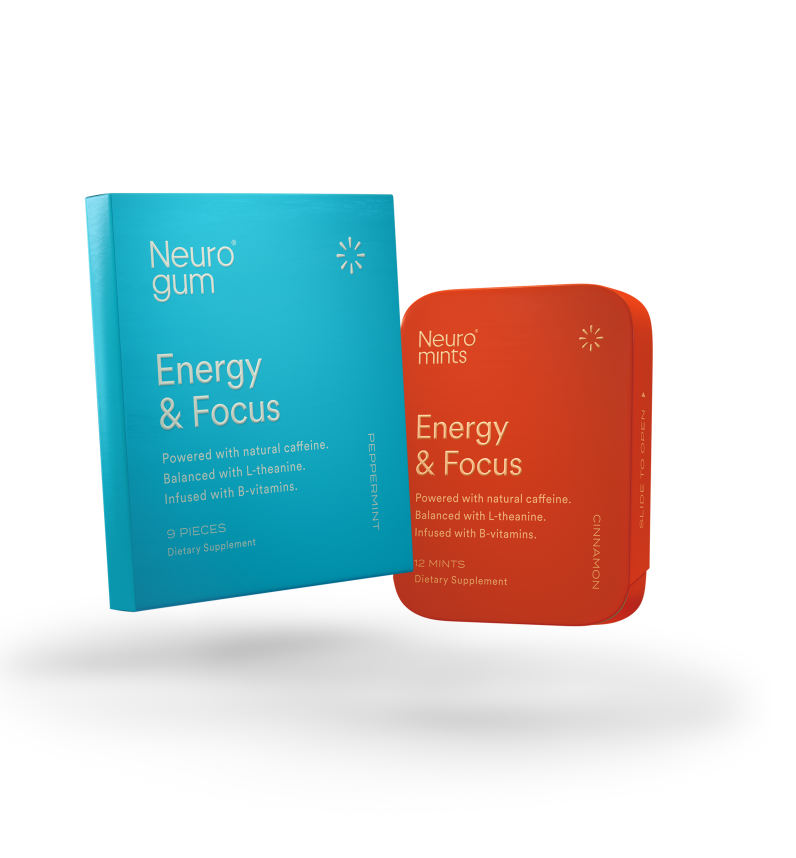 Neuro®
gum
Energy
& Focus
Powered with natural caffeine.
Balanced with L-theanine.
Infused with B-vitamins.
9 PIECES
Dietary Supplement
PEPPERMINT
Neuro®
mints
Energy
& Focus
Powered with natural caffeine.
Balanced with L-theanine.
Infused with B-vitamins.
12 MINTS
Dietary Supplement
CINNAMON
SLIDE TO OPEN